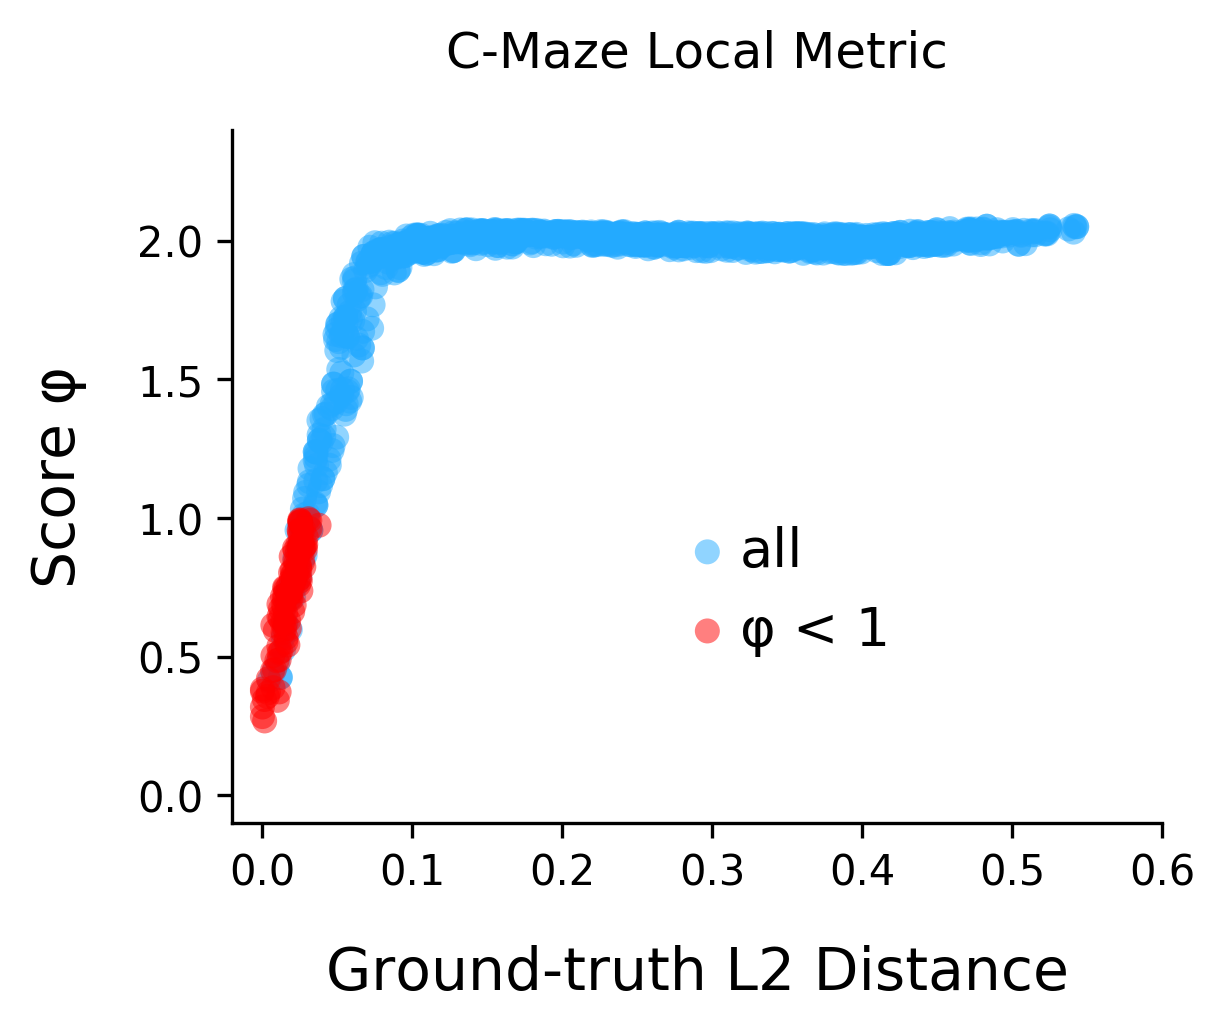 C-Maze Local Metric
Score φ
2.0
1.5
1.0
0.5
0.0
all
φ < 1
0.0 0.1 0.2 0.3 0.4 0.5 0.6
Ground-truth L2 Distance